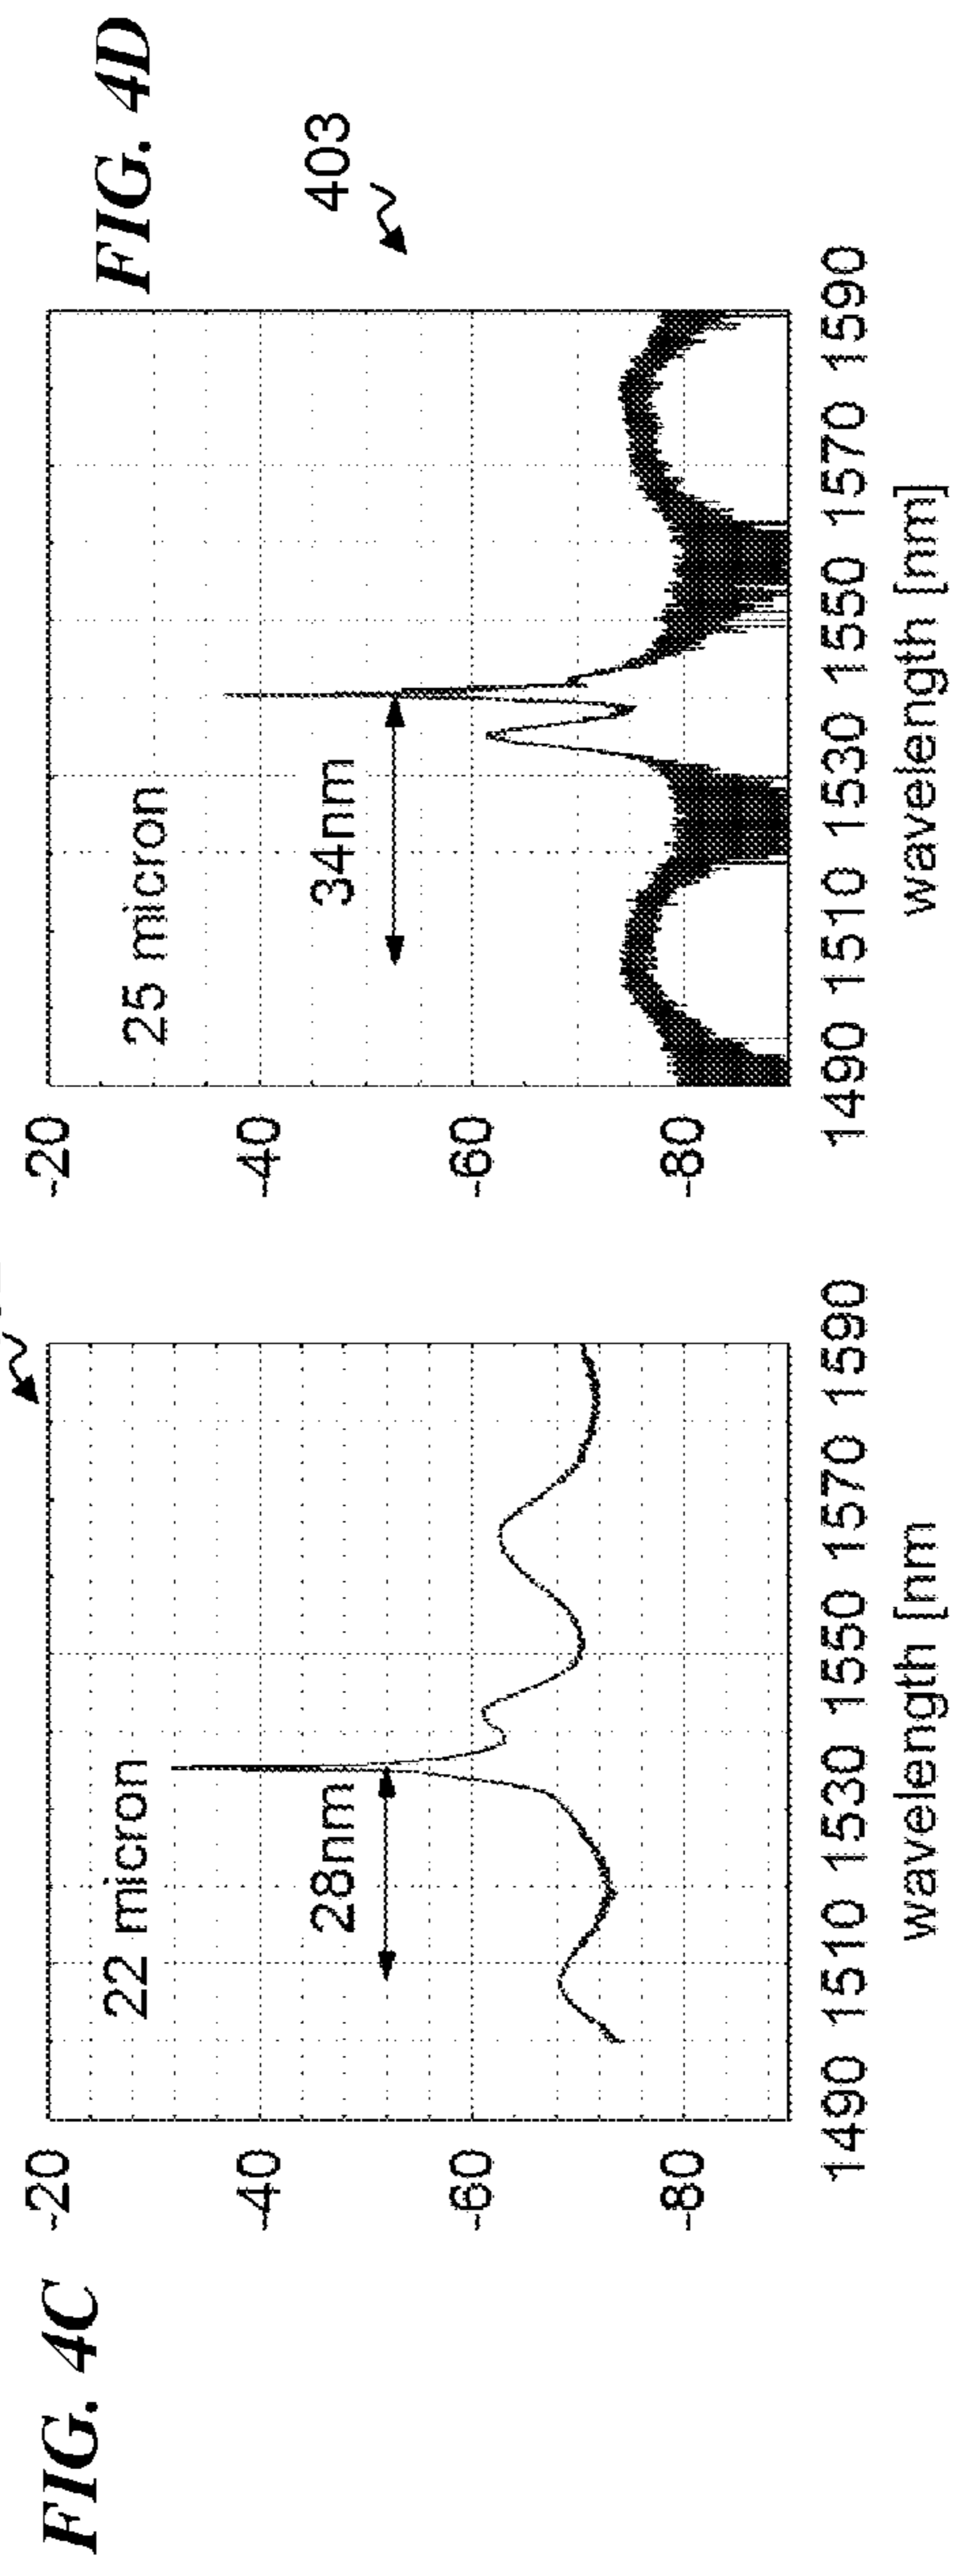 FIG. 4C
-20
-40
-60
-80
22 micron
28nm
1490 1510 1530 1550 1570 1590
wavelength [nm
FIG. 4D
403
-20
-40
-60
-80
25 micron
34nm
1490 1510 1530 1550 1570 1590
wavelength [nm]